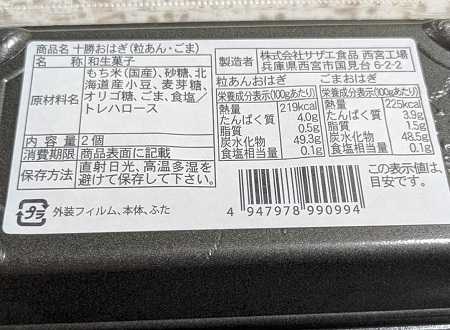 商品名 十勝おはぎ(粒あん・ごま)
名 称 和生菓子
原材料名 もち米(国産)、砂糖、北
海道産小豆、麦芽糖、
オリゴ糖、ごま、食塩/
トレハロース
内容量 2個
消費期限 商品表面に記載
保存方法 直射日光、高温多湿を
避けて保存して下さい。
プラ 外装フィルム、本体、ふた
製造者 株式会社サザエ食品 西宮工場
兵庫県西宮市国見台 6-2-2
粒あんおはぎ
栄養成分表示(100gあたり)
熱量 219kcal
たんぱく質 4.0g
脂質 0.5g
炭水化物 49.3g
食塩相当量 0.1g
ごまおはぎ
栄養成分表示(100gあたり)
熱量 225kcal
たんぱく質 3.9g
脂質 1.5g
炭水化物 48.5g
食塩相当量 0.1g
この表示値は、
目安です。
4 947978 990994